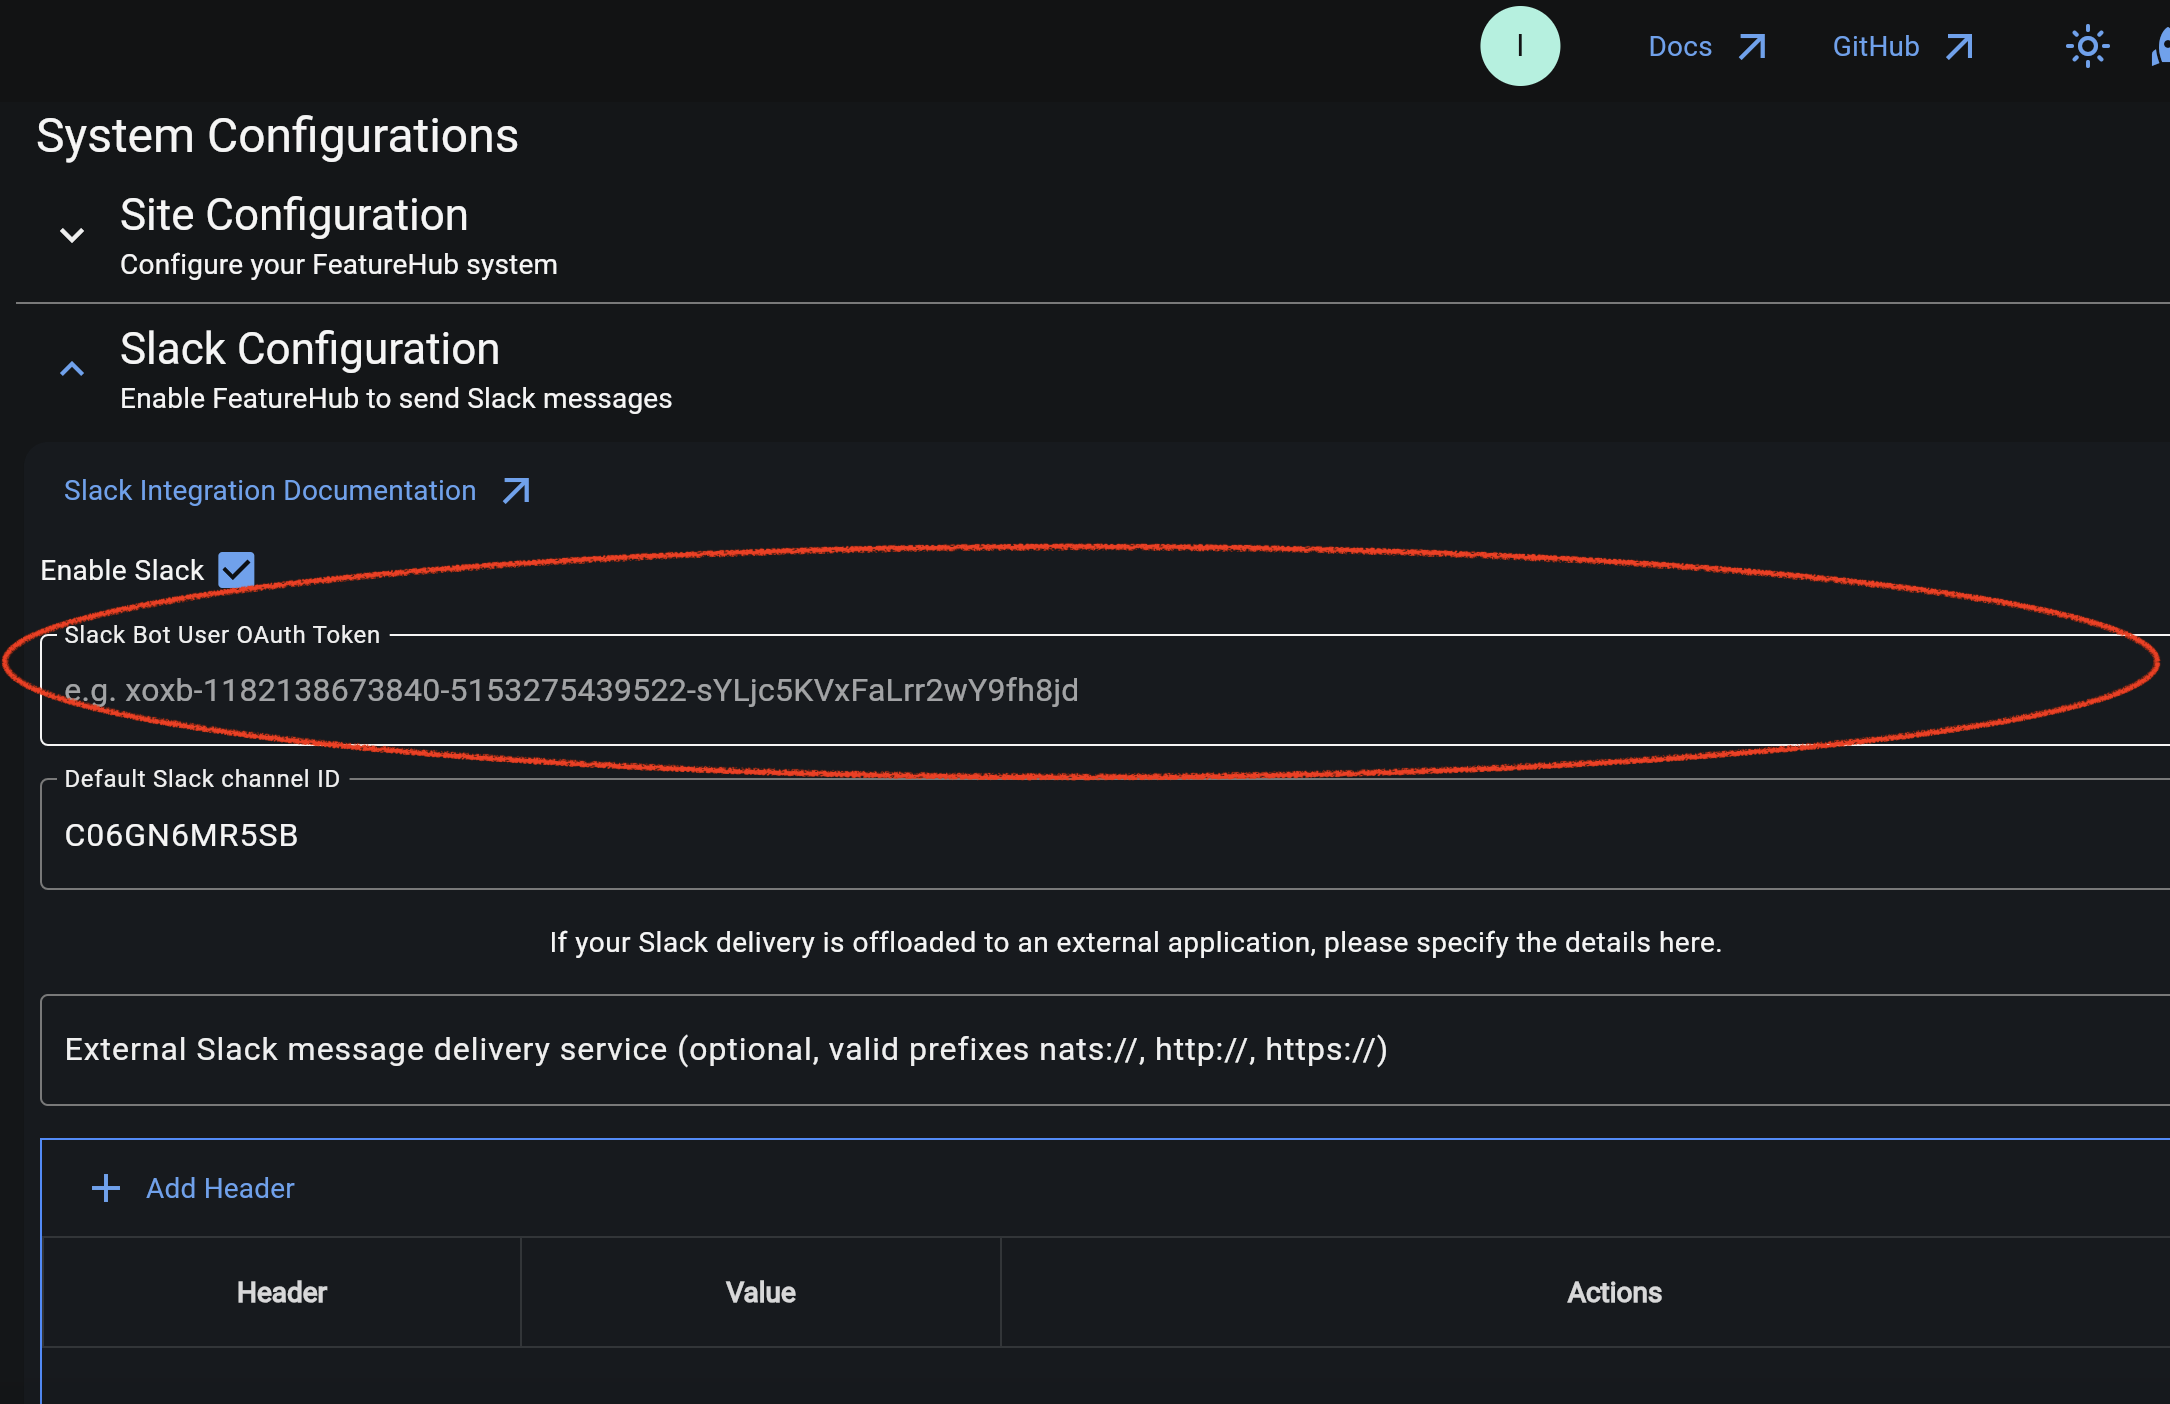 I
Docs
GitHub
System Configurations
Site Configuration
Configure your FeatureHub system
Slack Configuration
Enable FeatureHub to send Slack messages
Slack Integration Documentation
Enable Slack
Slack Bot User OAuth Token
e.g. xoxb-1182138673840-5153275439522-sYLjc5KVxFaLrr2wY9fh8jd
Default Slack channel ID
C06GN6MR5SB
If your Slack delivery is offloaded to an external application, please specify the details here.
External Slack message delivery service (optional, valid prefixes nats://, http://, https://)
Add Header
Header Value Actions